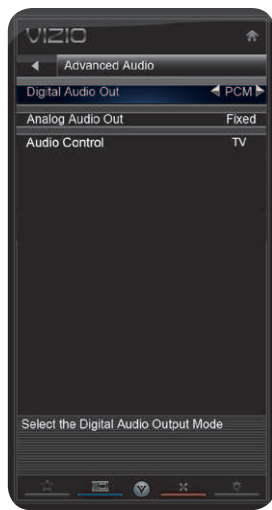 VIZIO
Advanced Audio
Digital Audio Out PCM
Analog Audio Out Fixed
Audio Control TV
Select the Digital Audio Output Mode
V